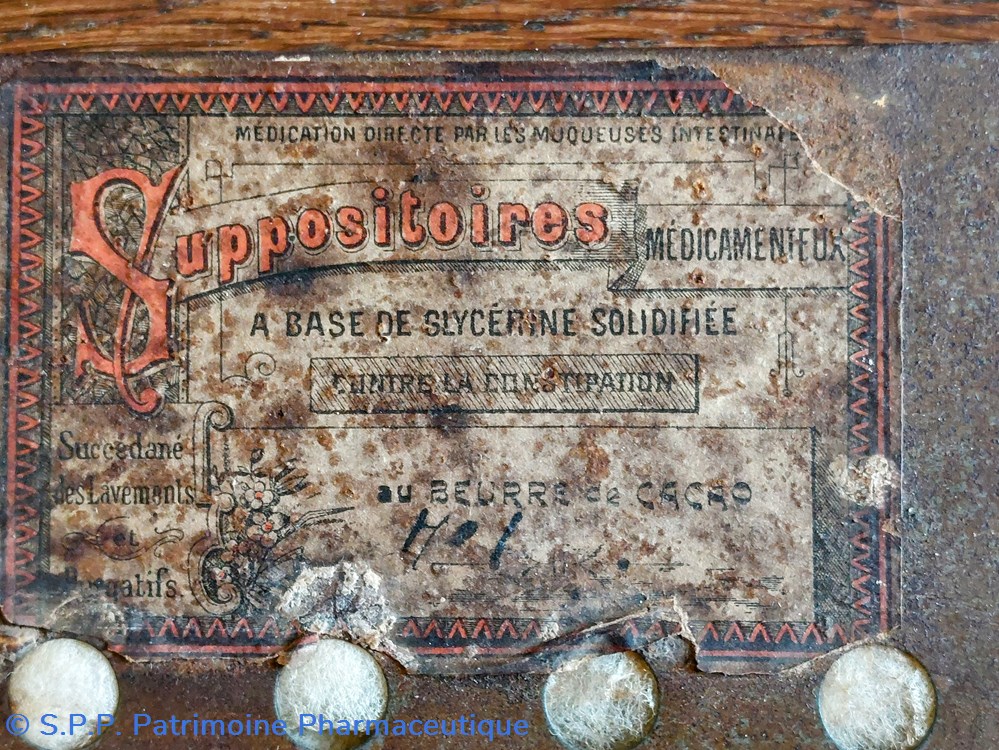 MÉDICATION DIRECTE PAR LES MUQUEUSES INTESTINALE
Suppositoires
MÉDICAMENTEUX
A BASE DE GLYCÉRINE SOLIDIFIÉE
CONTRE LA CONSTIPATION
Succédané
des Lavements
et
Purgatifs.
au BEURRE de CACAO
© S.P.P. Patrimoine Pharmaceutique